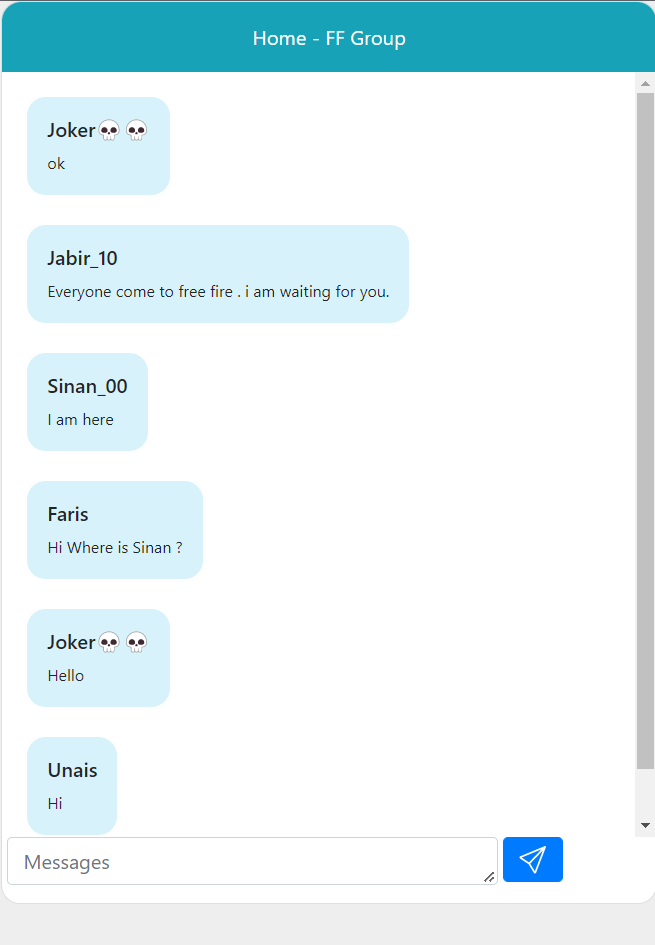 Home - FF Group
Joker💀💀
ok
Jabir_10
Everyone come to free fire . i am waiting for you.
Sinan_00
I am here
Faris
Hi Where is Sinan ?
Joker💀💀
Hello
Unais
Hi
Messages